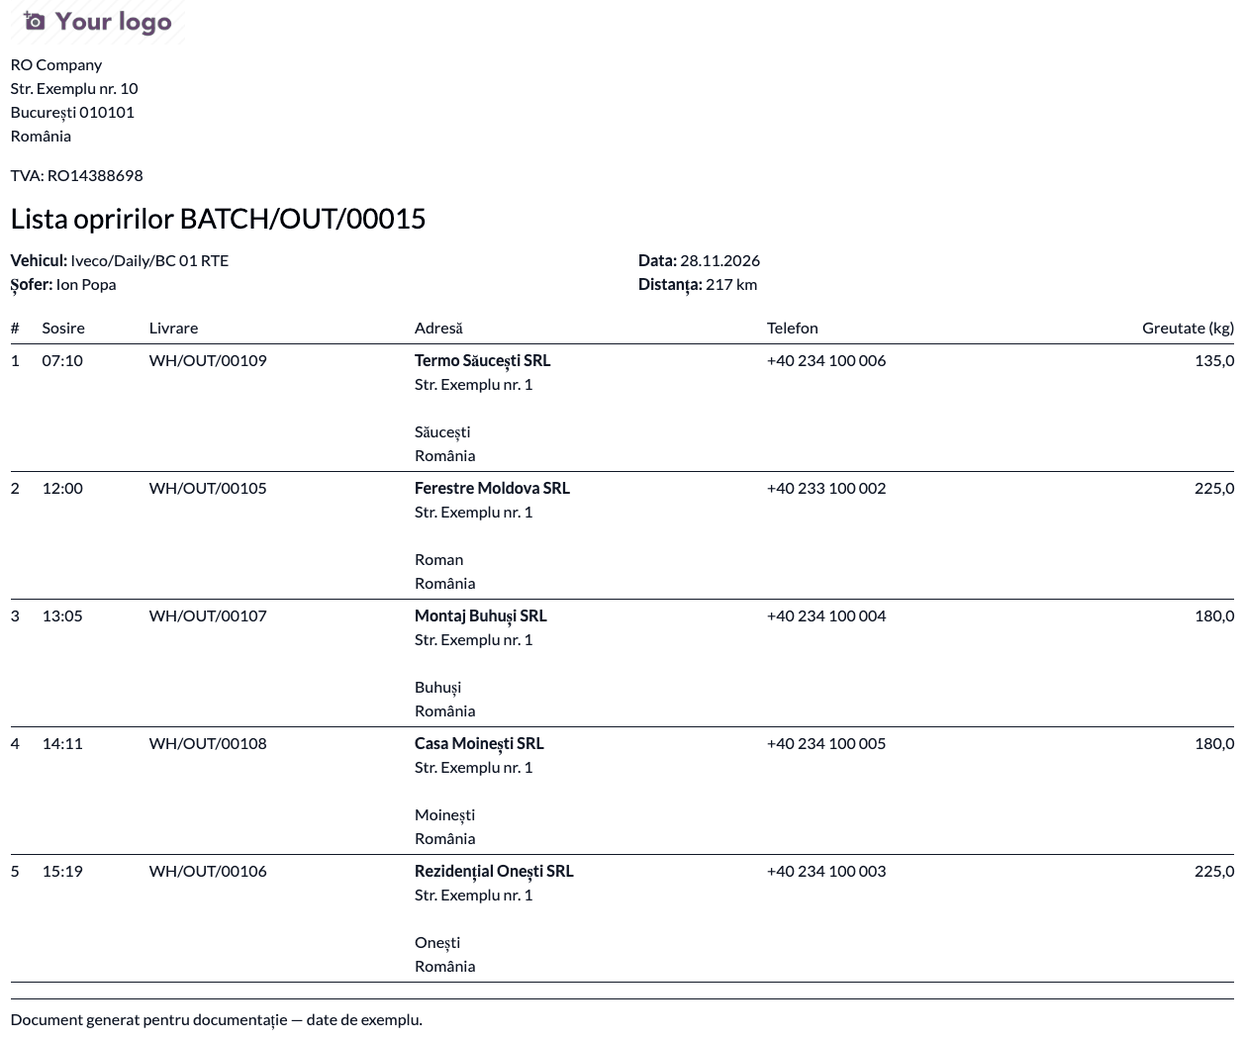 Your logo
RO Company
Str. Exemplu nr. 10
București 010101
România
TVA: RO14388698
Lista opririlor BATCH/OUT/00015
Vehicul: Iveco/Daily/BC 01 RTE
Data: 28.11.2026
Șofer: Ion Popa
Distanța: 217 km
# Sosire Livrare Adresă Telefon Greutate (kg)
1 07:10 WH/OUT/00109 Termo Săucești SRL +40 234 100 006 135,0
Str. Exemplu nr. 1
Săucești
România
2 12:00 WH/OUT/00105 Ferestre Moldova SRL +40 233 100 002 225,0
Str. Exemplu nr. 1
Roman
România
3 13:05 WH/OUT/00107 Montaj Buhuși SRL +40 234 100 004 180,0
Str. Exemplu nr. 1
Buhuși
România
4 14:11 WH/OUT/00108 Casa Moinești SRL +40 234 100 005 180,0
Str. Exemplu nr. 1
Moinești
România
5 15:19 WH/OUT/00106 Rezidențial Onești SRL +40 234 100 003 225,0
Str. Exemplu nr. 1
Onești
România
Document generat pentru documentație — date de exemplu.